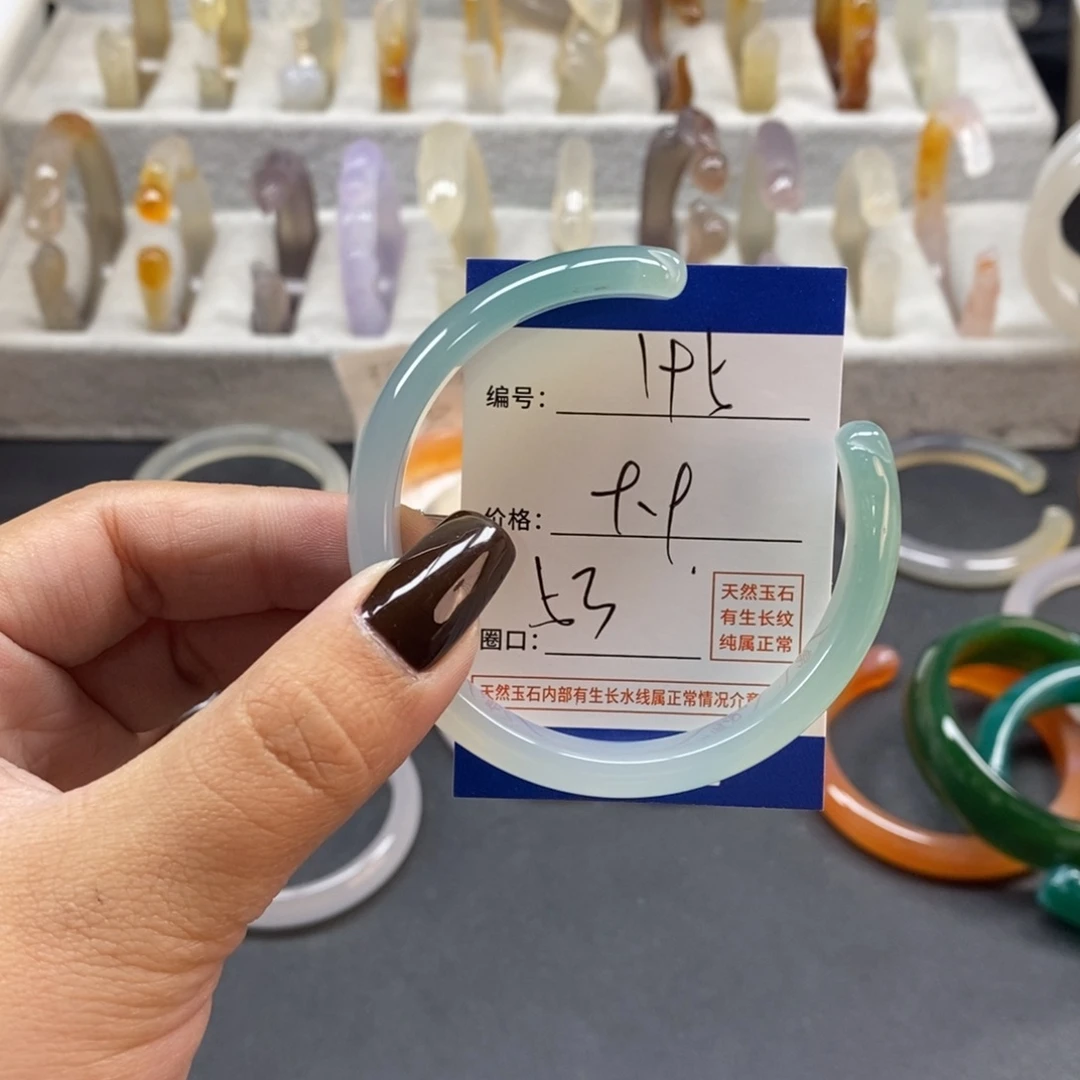 编号:
价格:
圈口: 53
天然玉石
有生长纹
纯属正常
天然玉石内部有生长水线属正常情况介意